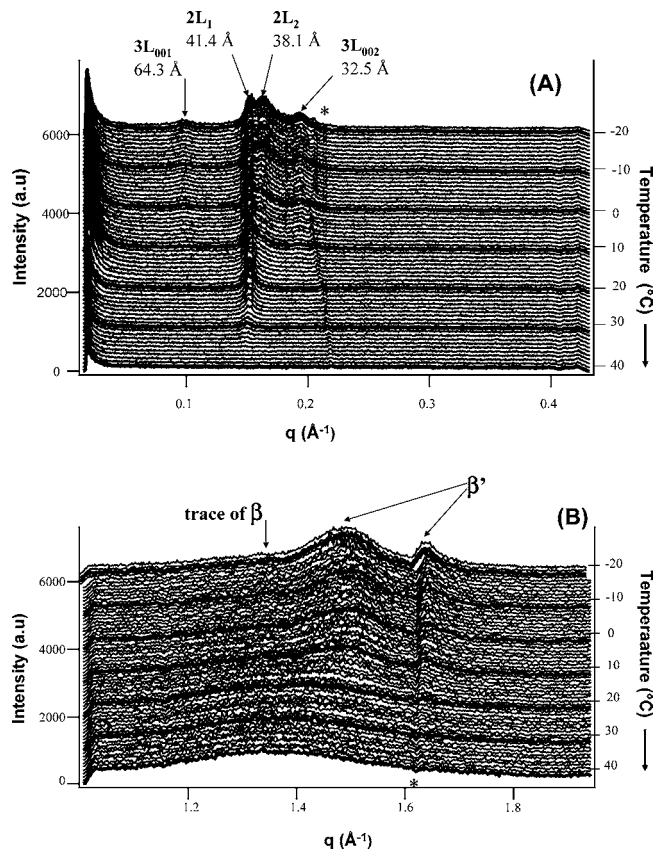 2L1 2L2
3L001 41.4 Å 38.1 Å 3L002
64.3 Å 32.5 Å
(A)
*
6000
4000
2000
0
Intensity (a.u)
-20
-10
0
10
20
30
40
Temperature (°C)
0.1 0.2 0.3 0.4
q (Å-1)
β'
trace of β
(B)
6000
4000
2000
0
Intensity (a.u)
-20
-10
0
10
20
30
40
Temperaature (°C)
*
1.2 1.4 1.6 1.8
q (Å-1)